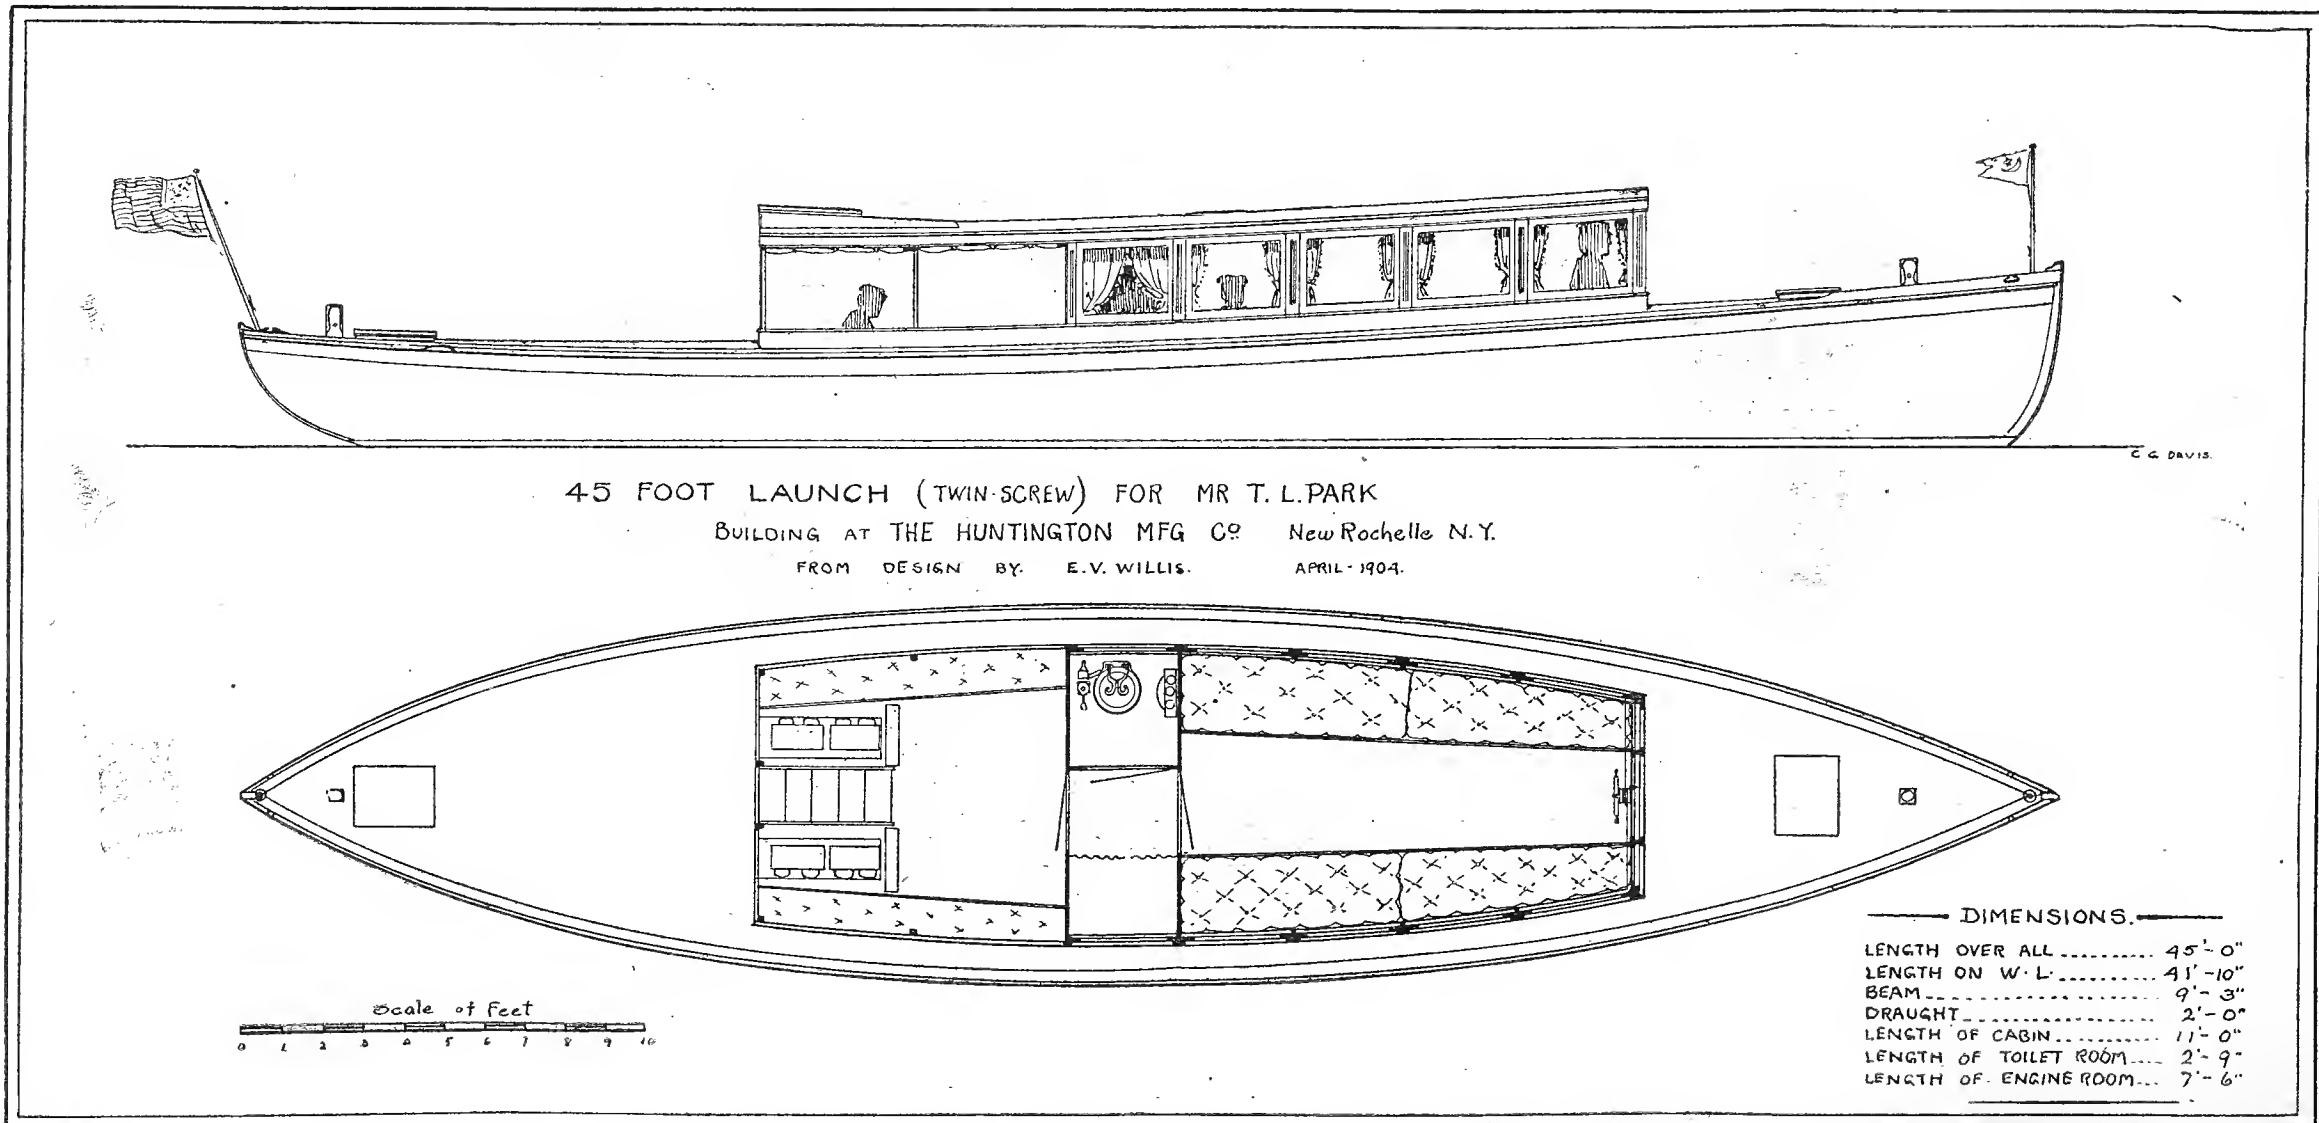 C G DAVIS.
45 FOOT LAUNCH (TWIN-SCREW) FOR MR T. L. PARK
BUILDING AT THE HUNTINGTON MFG Co New Rochelle N.Y.
FROM DESIGN BY. E.V. WILLIS. APRIL-1904.
Scale of Feet
0 1 2 3 4 5 6 7 8 9 10
DIMENSIONS.
LENGTH OVER ALL .......... 45'-0"
LENGTH ON W.L. .......... 41'-10"
BEAM .................... 9'-3"
DRAUGHT .................. 2'-0"
LENGTH OF CABIN ........... 11'-0"
LENGTH OF TOILET ROOM .... 2'-9"
LENGTH OF ENGINE ROOM ... 7'-6"